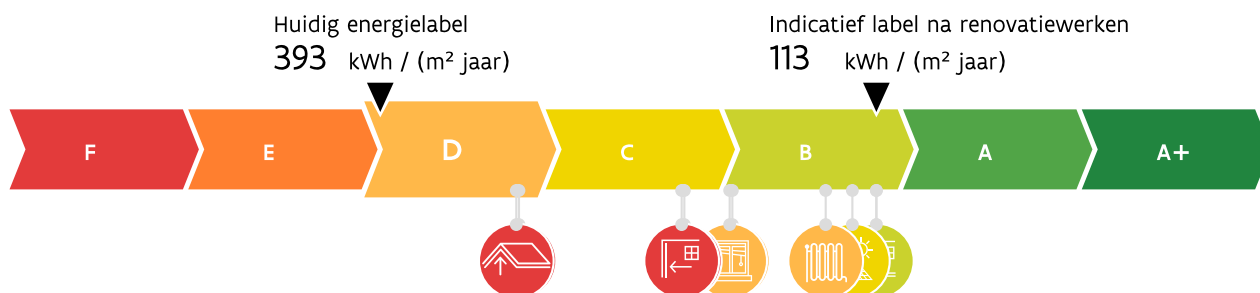 Huidig energielabel
393 kWh / (m² jaar)
Indicatief label na renovatiewerken
113 kWh / (m² jaar)
F E D C B A A+